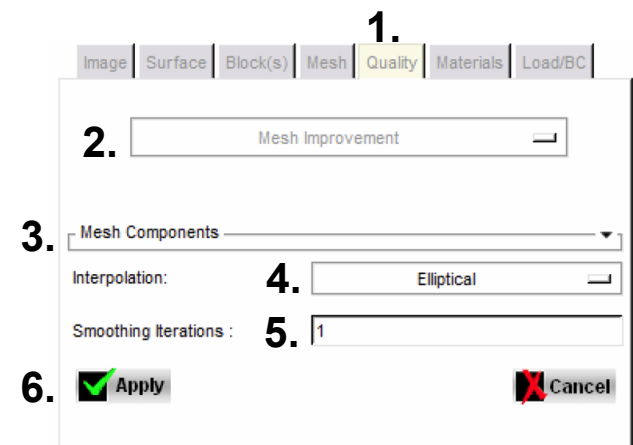 1.
Image Surface Block(s) Mesh Quality Materials Load/BC
2. Mesh Improvement
3. Mesh Components
Interpolation: 4. Elliptical
Smoothing Iterations : 5. 1
6. Apply Cancel